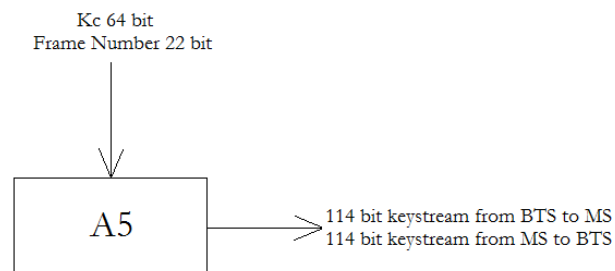 Kc 64 bit
Frame Number 22 bit
A5
114 bit keystream from BTS to MS
114 bit keystream from MS to BTS